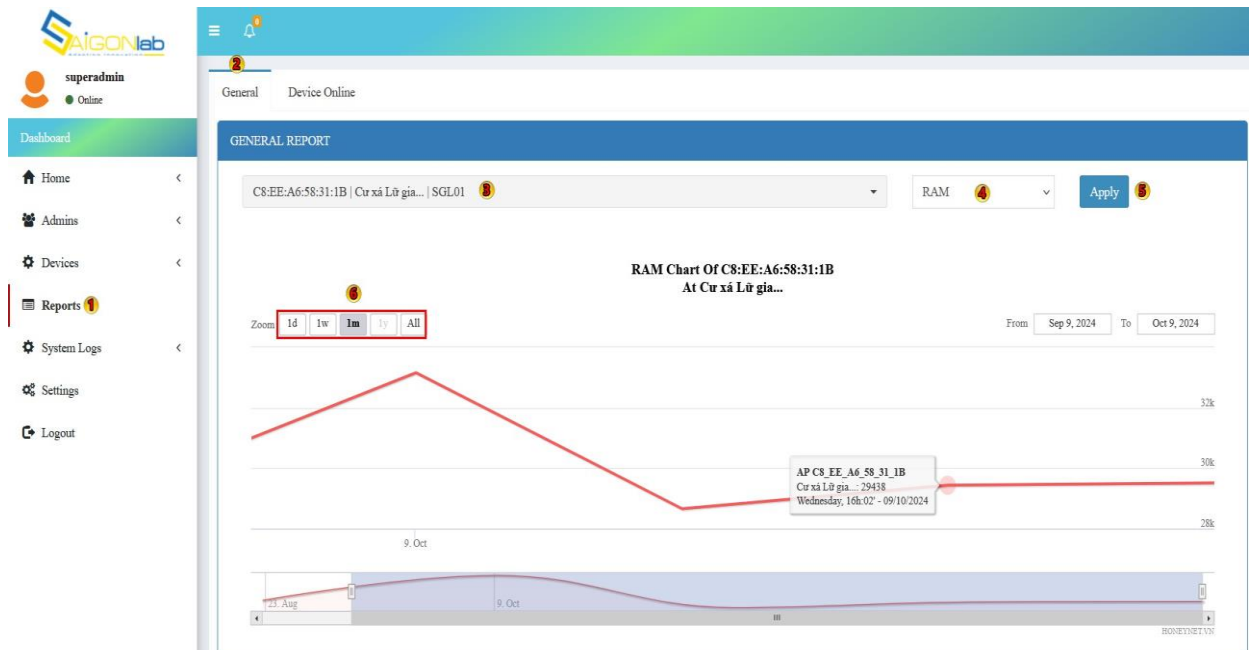 SAiGONlab
superadmin
Online
Dashboard
Home
Admins
Devices
Reports 1
System Logs
Settings
Logout
2
General Device Online
GENERAL REPORT
C8:EE:A6:58:31:1B | Cư xá Lữ gia... | SGL01 3
RAM 4
Apply 5
RAM Chart Of C8:EE:A6:58:31:1B
At Cư xá Lữ gia...
6
Zoom 1d 1w 1m 1y All
From Sep 9, 2024 To Oct 9, 2024
32k
30k
28k
AP C8_EE_A6_58_31_1B
Cư xá Lữ gia...: 29438
Wednesday, 16h:02' - 09/10/2024
9. Oct
23. Aug 9. Oct
HONEYNET.VN